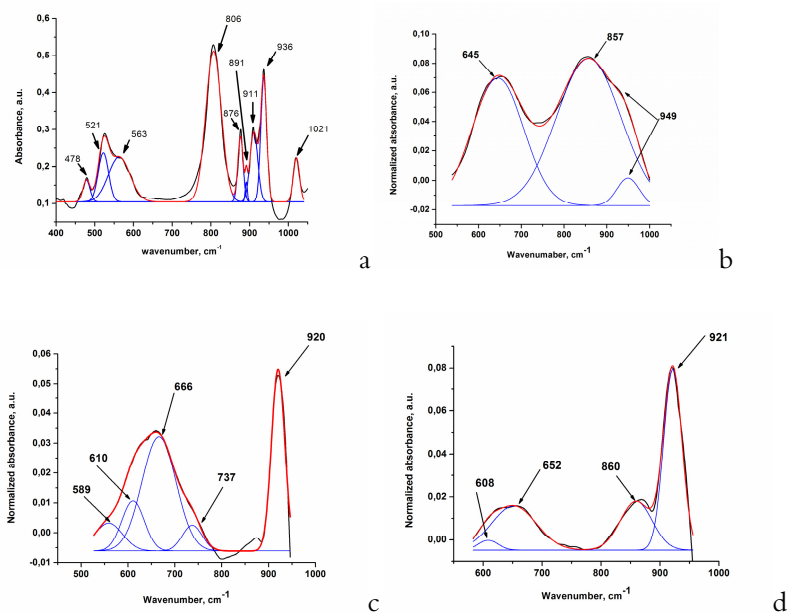 806
936
891
911
876
521
563
478
1021
Absorbance, a.u.
0,6
0,5
0,4
0,3
0,2
0,1
400 500 600 700 800 900 1000
wavenumber, cm-1
a
645
857
949
Normalized absorbance, a.u.
0,10
0,08
0,06
0,04
0,02
0,00
-0,02
500 600 700 800 900 1000
Wavenumaber, cm-1
b
920
666
610
589
737
Normalized absorbance, a.u.
0,06
0,05
0,04
0,03
0,02
0,01
0,00
-0,01
500 600 700 800 900 1000
Wavenumber, cm-1
c
921
652
860
608
Normalized absorbance, a.u.
0,08
0,06
0,04
0,02
0,00
600 700 800 900 1000
Wavenumber, cm-1
d